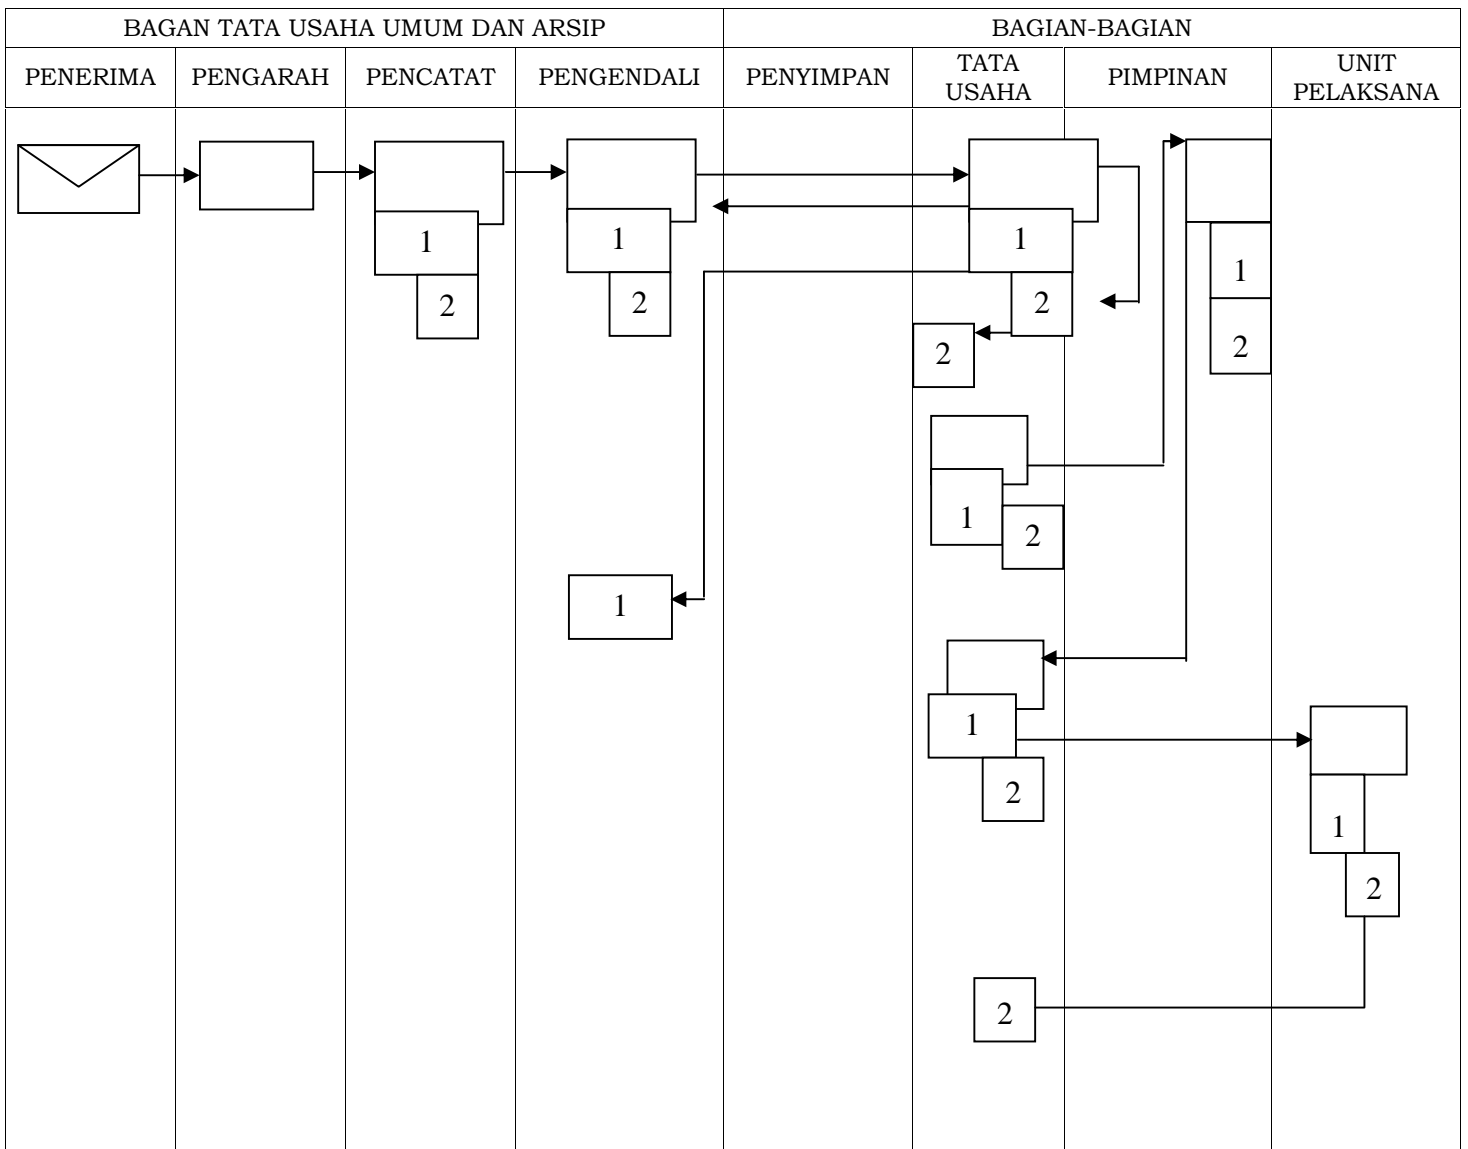 BAGAN TATA USAHA UMUM DAN ARSIP
BAGIAN-BAGIAN
PENERIMA
PENGARAH
PENCATAT
PENGENDALI
PENYIMPAN
TATA
USAHA
PIMPINAN
UNIT
PELAKSANA
1
2
1
2
1
2
2
1
2
1
2
1
1
2
1
2
2